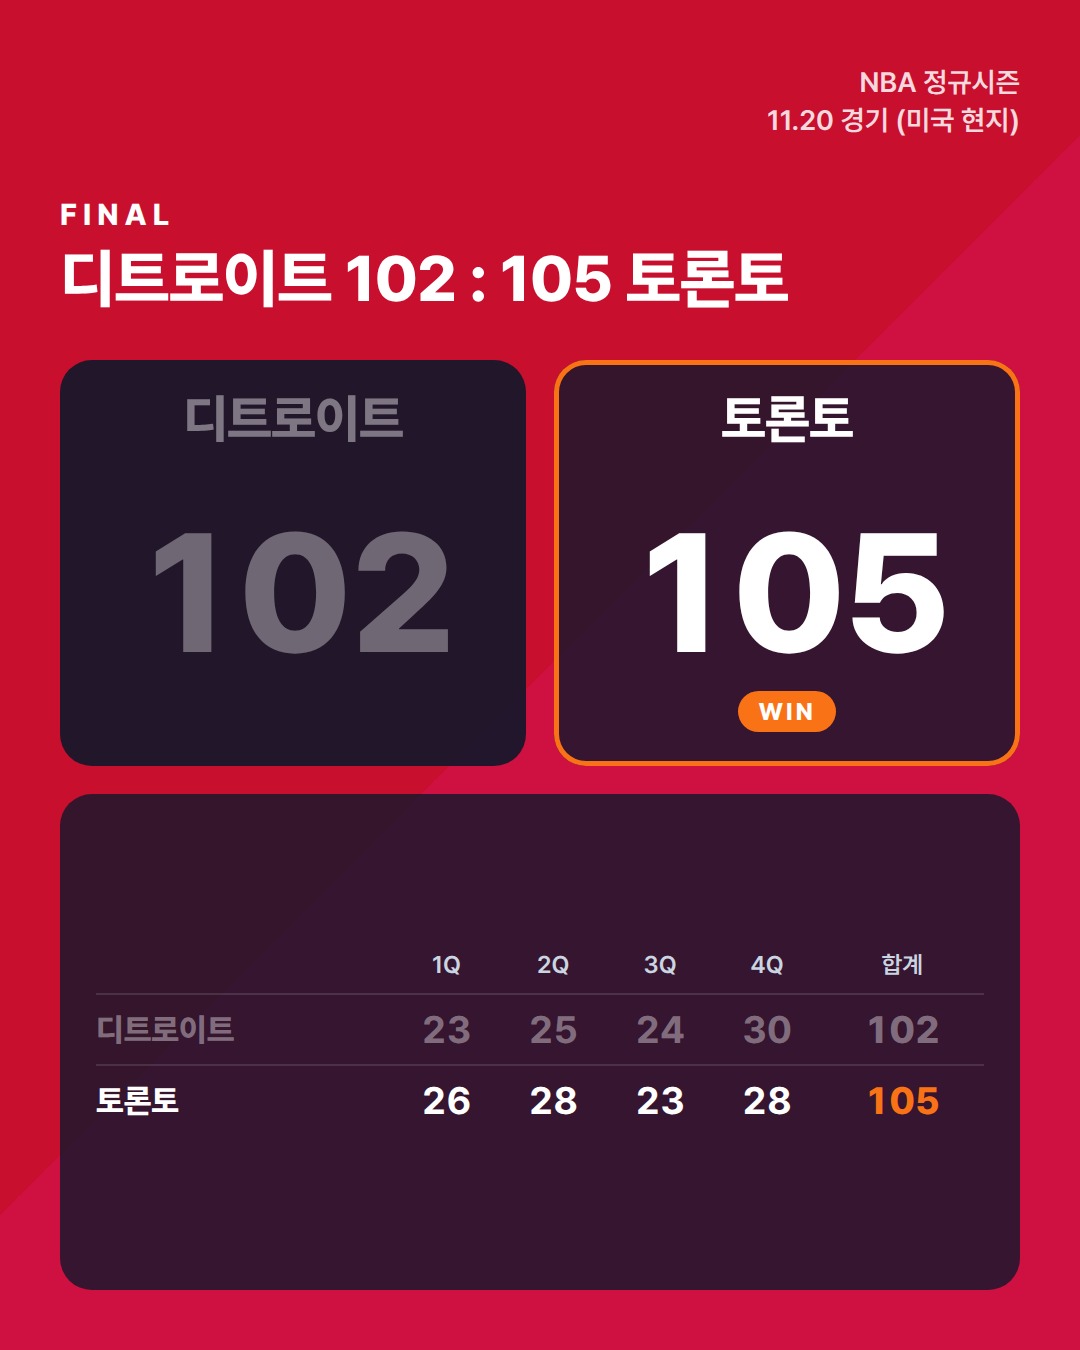 NBA 정규시즌
11.20 경기 (미국 현지)
FINAL
디트로이트 102 : 105 토론토
디트로이트
102
토론토
105
WIN
1Q 2Q 3Q 4Q 합계
디트로이트 23 25 24 30 102
토론토 26 28 23 28 105